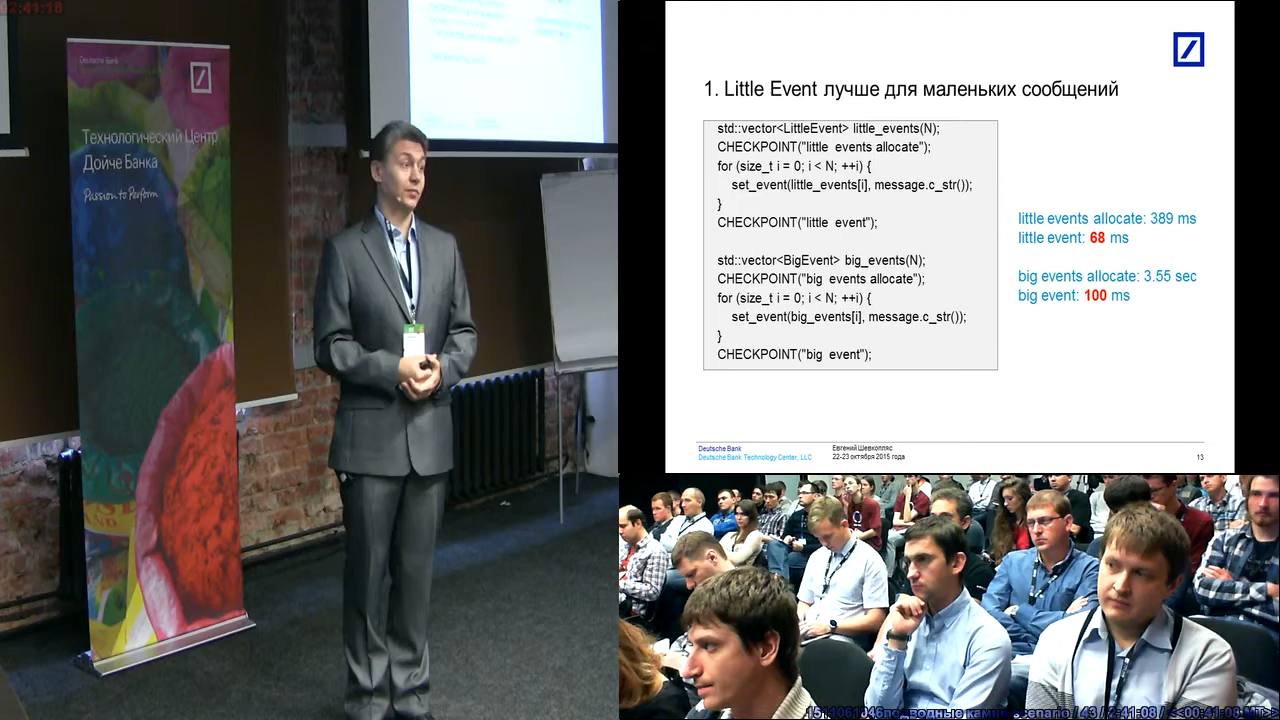 02:41:18
Deutsche Bank
Технологический Центр
Дойче Банка
Passion to Perform
1. Little Event лучше для маленьких сообщений
std::vector<LittleEvent> little_events(N);
CHECKPOINT("little events allocate");
for (size_t i = 0; i < N; ++i) {
set_event(little_events[i], message.c_str());
}
CHECKPOINT("little event");
std::vector<BigEvent> big_events(N);
CHECKPOINT("big events allocate");
for (size_t i = 0; i < N; ++i) {
set_event(big_events[i], message.c_str());
}
CHECKPOINT("big event");
little events allocate: 389 ms
little event: 68 ms
big events allocate: 3.55 sec
big event: 100 ms
Deutsche Bank
Deutsche Bank Technology Center, LLC
Евгений Шевкопляс
22-23 октября 2015 года
13